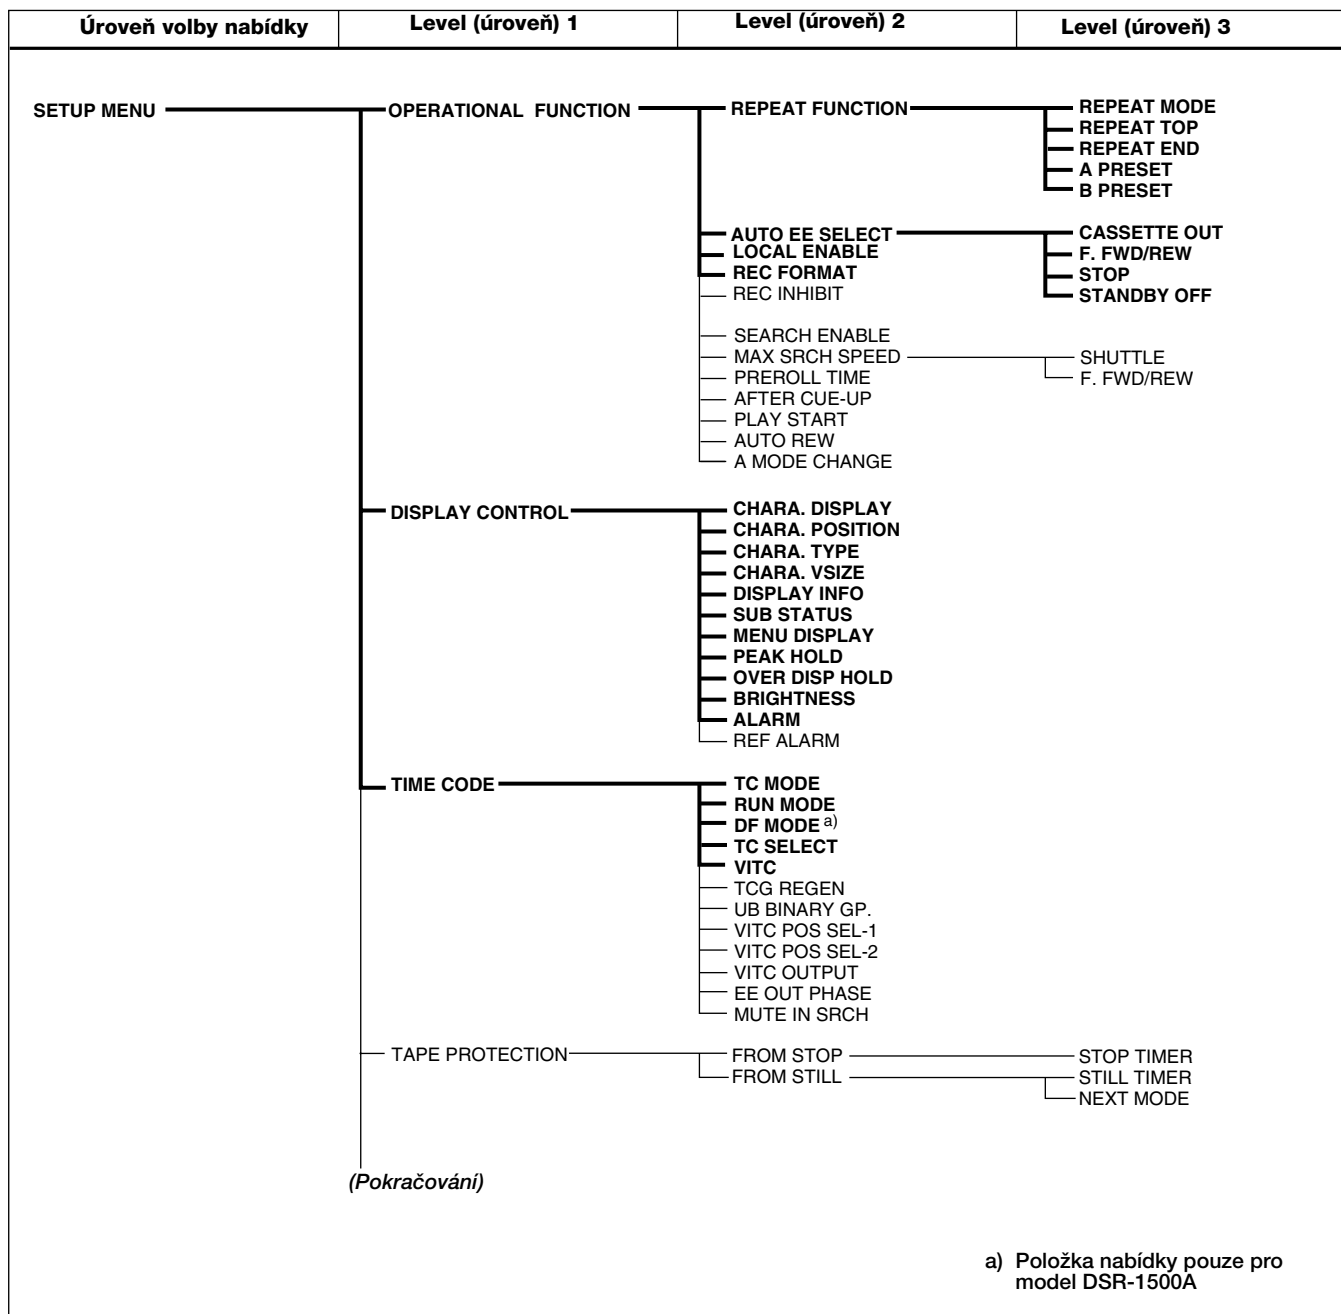 Úroveň volby nabídky Level (úroveň) 1 Level (úroveň) 2 Level (úroveň) 3
SETUP MENU OPERATIONAL FUNCTION REPEAT FUNCTION REPEAT MODE
REPEAT TOP
REPEAT END
A PRESET
B PRESET
AUTO EE SELECT CASSETTE OUT
LOCAL ENABLE F. FWD/REW
REC FORMAT STOP
REC INHIBIT STANDBY OFF
SEARCH ENABLE
MAX SRCH SPEED SHUTTLE
PREROLL TIME F. FWD/REW
AFTER CUE-UP
PLAY START
AUTO REW
A MODE CHANGE
DISPLAY CONTROL CHARA. DISPLAY
CHARA. POSITION
CHARA. TYPE
CHARA. VSIZE
DISPLAY INFO
SUB STATUS
MENU DISPLAY
PEAK HOLD
OVER DISP HOLD
BRIGHTNESS
ALARM
REF ALARM
TIME CODE TC MODE
RUN MODE
DF MODE a)
TC SELECT
VITC
TCG REGEN
UB BINARY GP.
VITC POS SEL-1
VITC POS SEL-2
VITC OUTPUT
EE OUT PHASE
MUTE IN SRCH
TAPE PROTECTION FROM STOP STOP TIMER
FROM STILL STILL TIMER
NEXT MODE
(Pokračování)
a) Položka nabídky pouze pro
model DSR-1500A